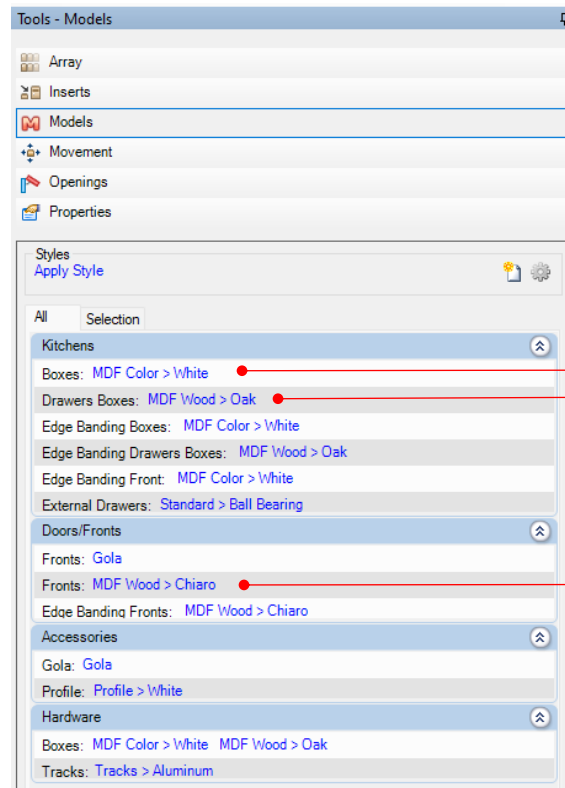 Tools - Models
Array
Inserts
Models
Movement
Openings
Properties
Styles
Apply Style
All Selection
Kitchens
Boxes: MDF Color > White
Drawers Boxes: MDF Wood > Oak
Edge Banding Boxes: MDF Color > White
Edge Banding Drawers Boxes: MDF Wood > Oak
Edge Banding Front: MDF Color > White
External Drawers: Standard > Ball Bearing
Doors/Fronts
Fronts: Gola
Fronts: MDF Wood > Chiaro
Edge Banding Fronts: MDF Wood > Chiaro
Accessories
Gola: Gola
Profile: Profile > White
Hardware
Boxes: MDF Color > White MDF Wood > Oak
Tracks: Tracks > Aluminum